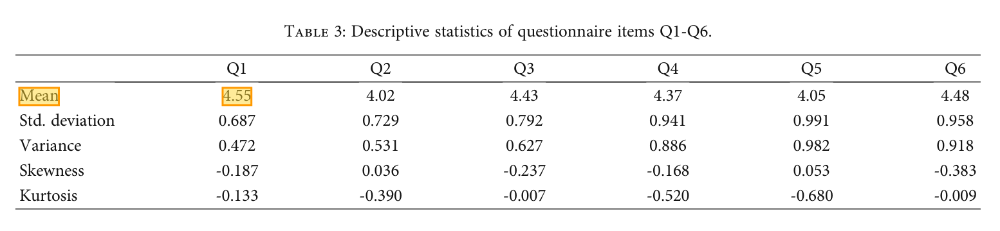 TABLE 3: Descriptive statistics of questionnaire items Q1-Q6.
Q1 Q2 Q3 Q4 Q5 Q6
Mean 4.55 4.02 4.43 4.37 4.05 4.48
Std. deviation 0.687 0.729 0.792 0.941 0.991 0.958
Variance 0.472 0.531 0.627 0.886 0.982 0.918
Skewness -0.187 0.036 -0.237 -0.168 0.053 -0.383
Kurtosis -0.133 -0.390 -0.007 -0.520 -0.680 -0.009